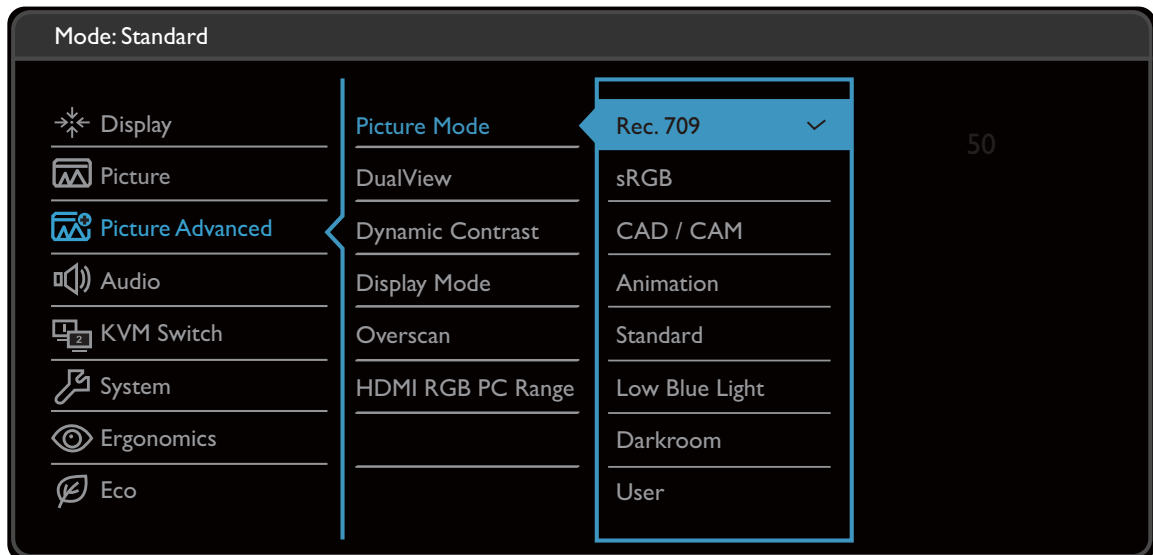 Mode: Standard
Display
Picture
Picture Advanced
Audio
KVM Switch
System
Ergonomics
Eco
Picture Mode
DualView
Dynamic Contrast
Display Mode
Overscan
HDMI RGB PC Range
Rec. 709
sRGB
CAD / CAM
Animation
Standard
Low Blue Light
Darkroom
User
50